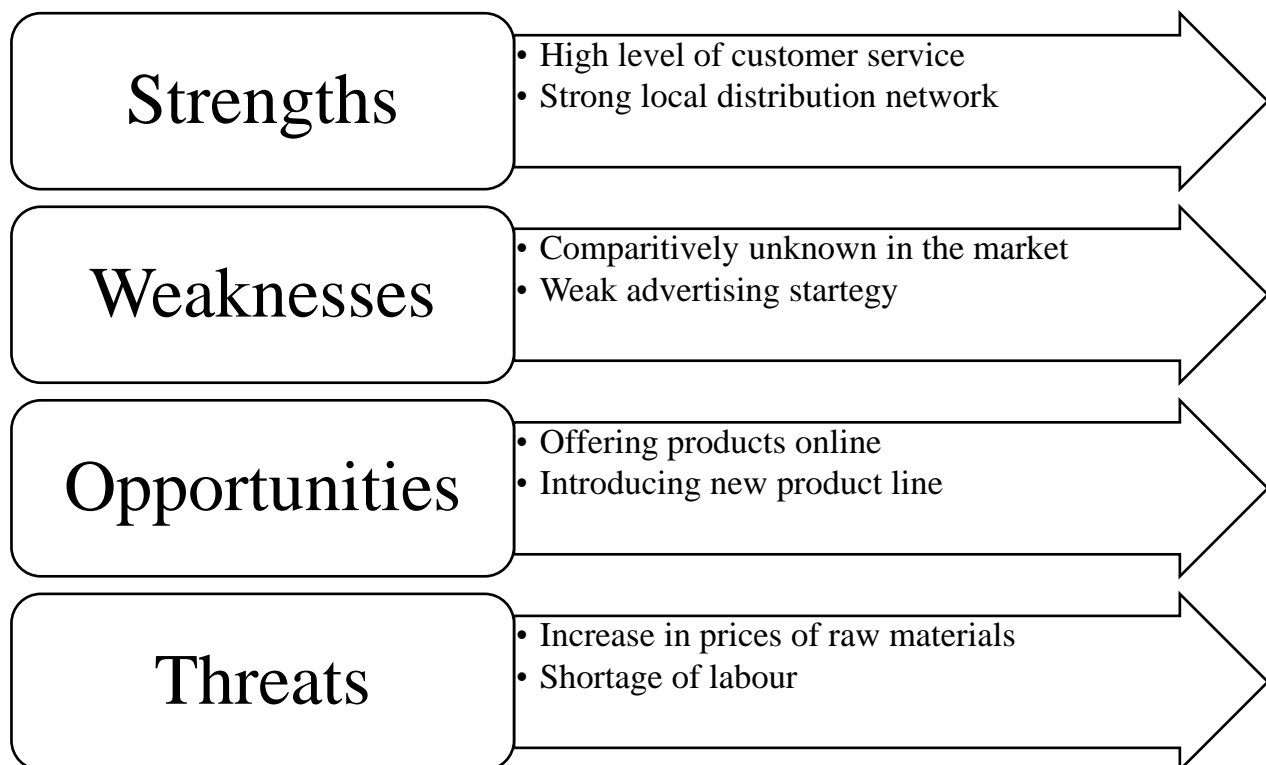 Strengths
• High level of customer service
• Strong local distribution network
Weaknesses
• Comparitively unknown in the market
• Weak advertising startegy
Opportunities
• Offering products online
• Introducing new product line
Threats
• Increase in prices of raw materials
• Shortage of labour